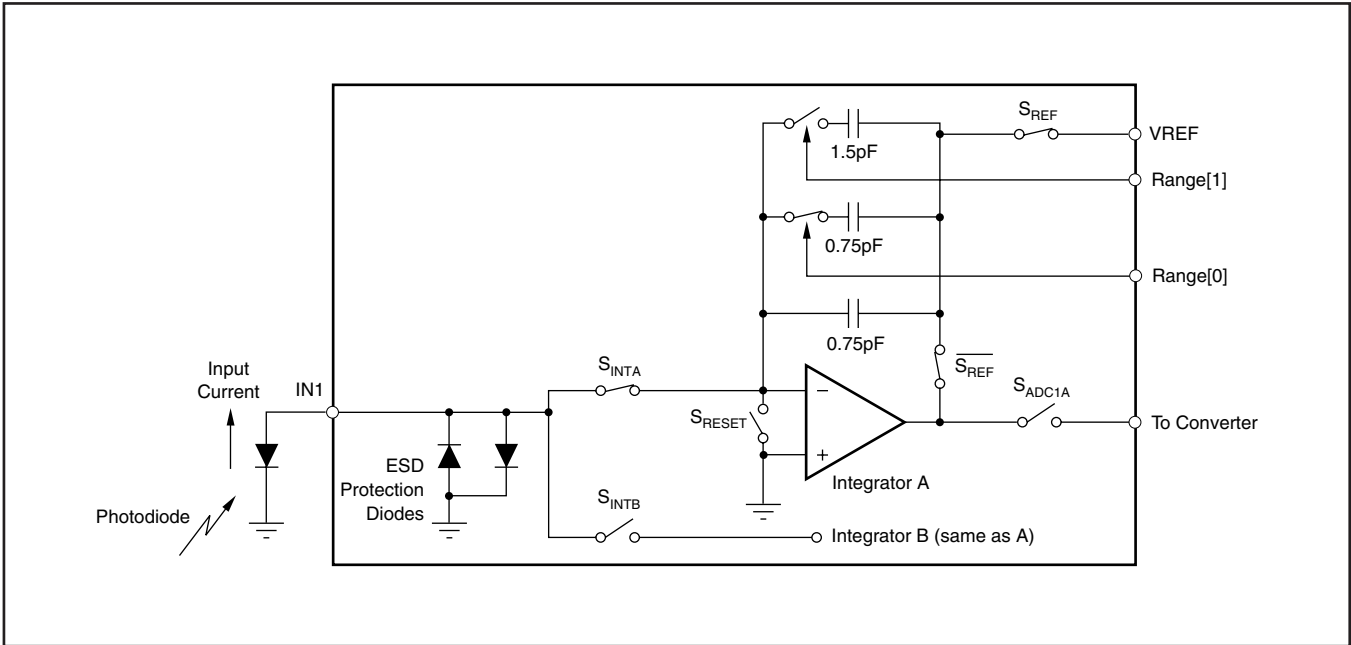 S_REF
VREF
1.5pF
Range[1]
0.75pF
Range[0]
0.75pF
S_REF
Input
Current
IN1
S_INTA
S_RESET
S_ADC1A
To Converter
−
+
Integrator A
ESD
Protection
Diodes
Photodiode
S_INTB
Integrator B (same as A)